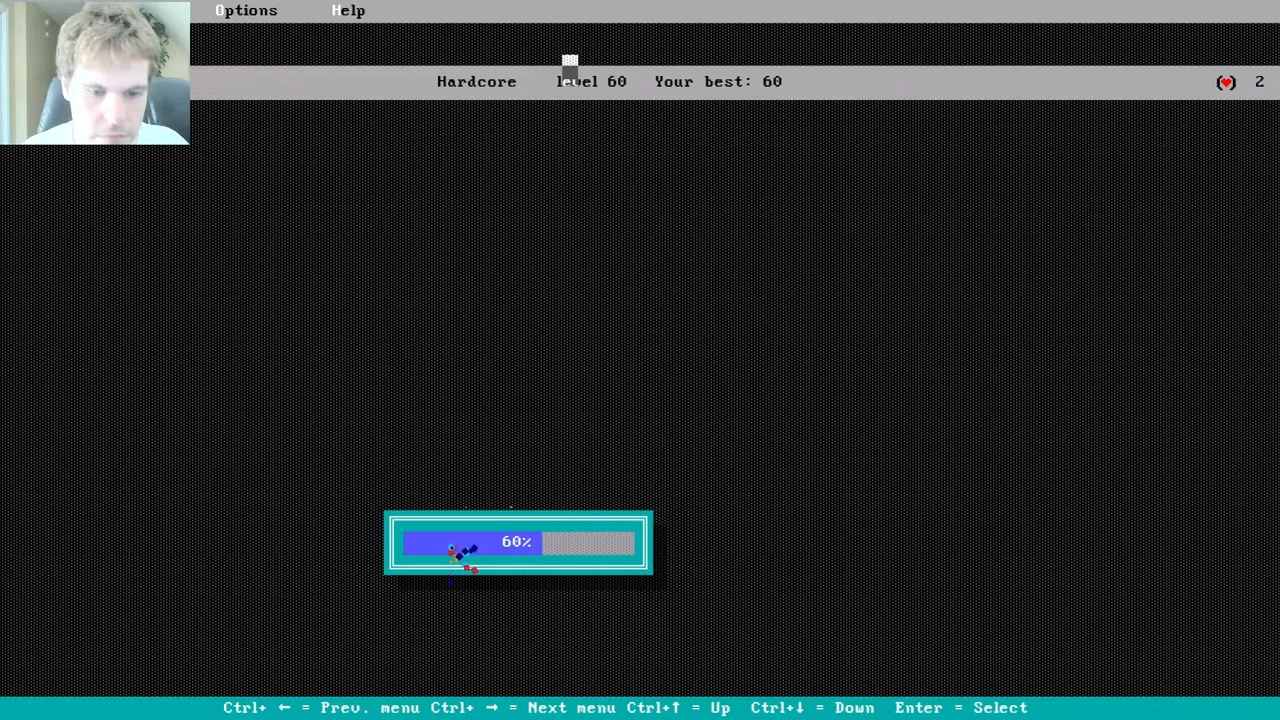 Options Help
Hardcore level 60 Your best: 60 (♥) 2
60%
Ctrl+ ← = Prev. menu Ctrl+ → = Next menu Ctrl+↑ = Up Ctrl+↓ = Down Enter = Select